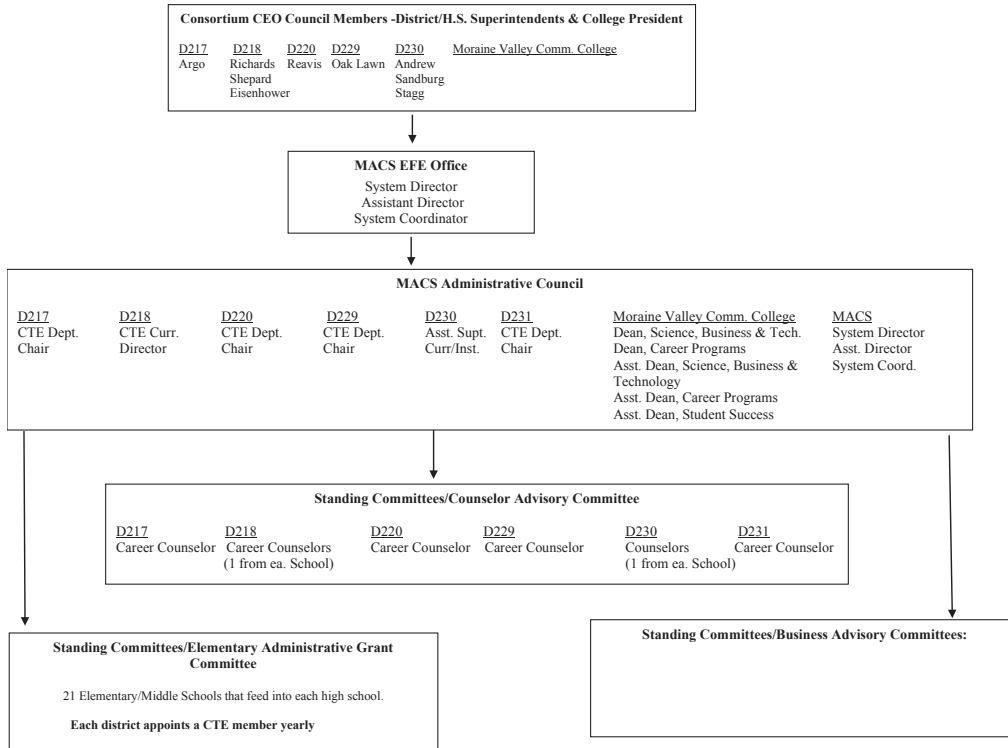 Consortium CEO Council Members -District/H.S. Superintendents & College President
D217 D218 D220 D229 D230 Moraine Valley Comm. College
Argo Richards Reavis Oak Lawn Andrew
Shepard Sandburg
Eisenhower Stagg
MACS EFE Office
System Director
Assistant Director
System Coordinator
MACS Administrative Council
D217 D218 D220 D229 D230 D231 Moraine Valley Comm. College MACS
CTE Dept. CTE Curr. CTE Dept. CTE Dept. Asst. Supt. CTE Dept. Dean, Science, Business & Tech. System Director
Chair Director Chair Chair Curr/Inst. Chair Dean, Career Programs Asst. Director
Asst. Dean, Science, Business & System Coord.
Technology
Asst. Dean, Career Programs
Asst. Dean, Student Success
Standing Committees/Counselor Advisory Committee
D217 D218 D220 D229 D230 D231
Career Counselor Career Counselors Career Counselor Career Counselor Counselors Career Counselor
(1 from ea. School) (1 from ea. School)
Standing Committees/Elementary Administrative Grant
Committee
21 Elementary/Middle Schools that feed into each high school.
Each district appoints a CTE member yearly
Standing Committees/Business Advisory Committees: